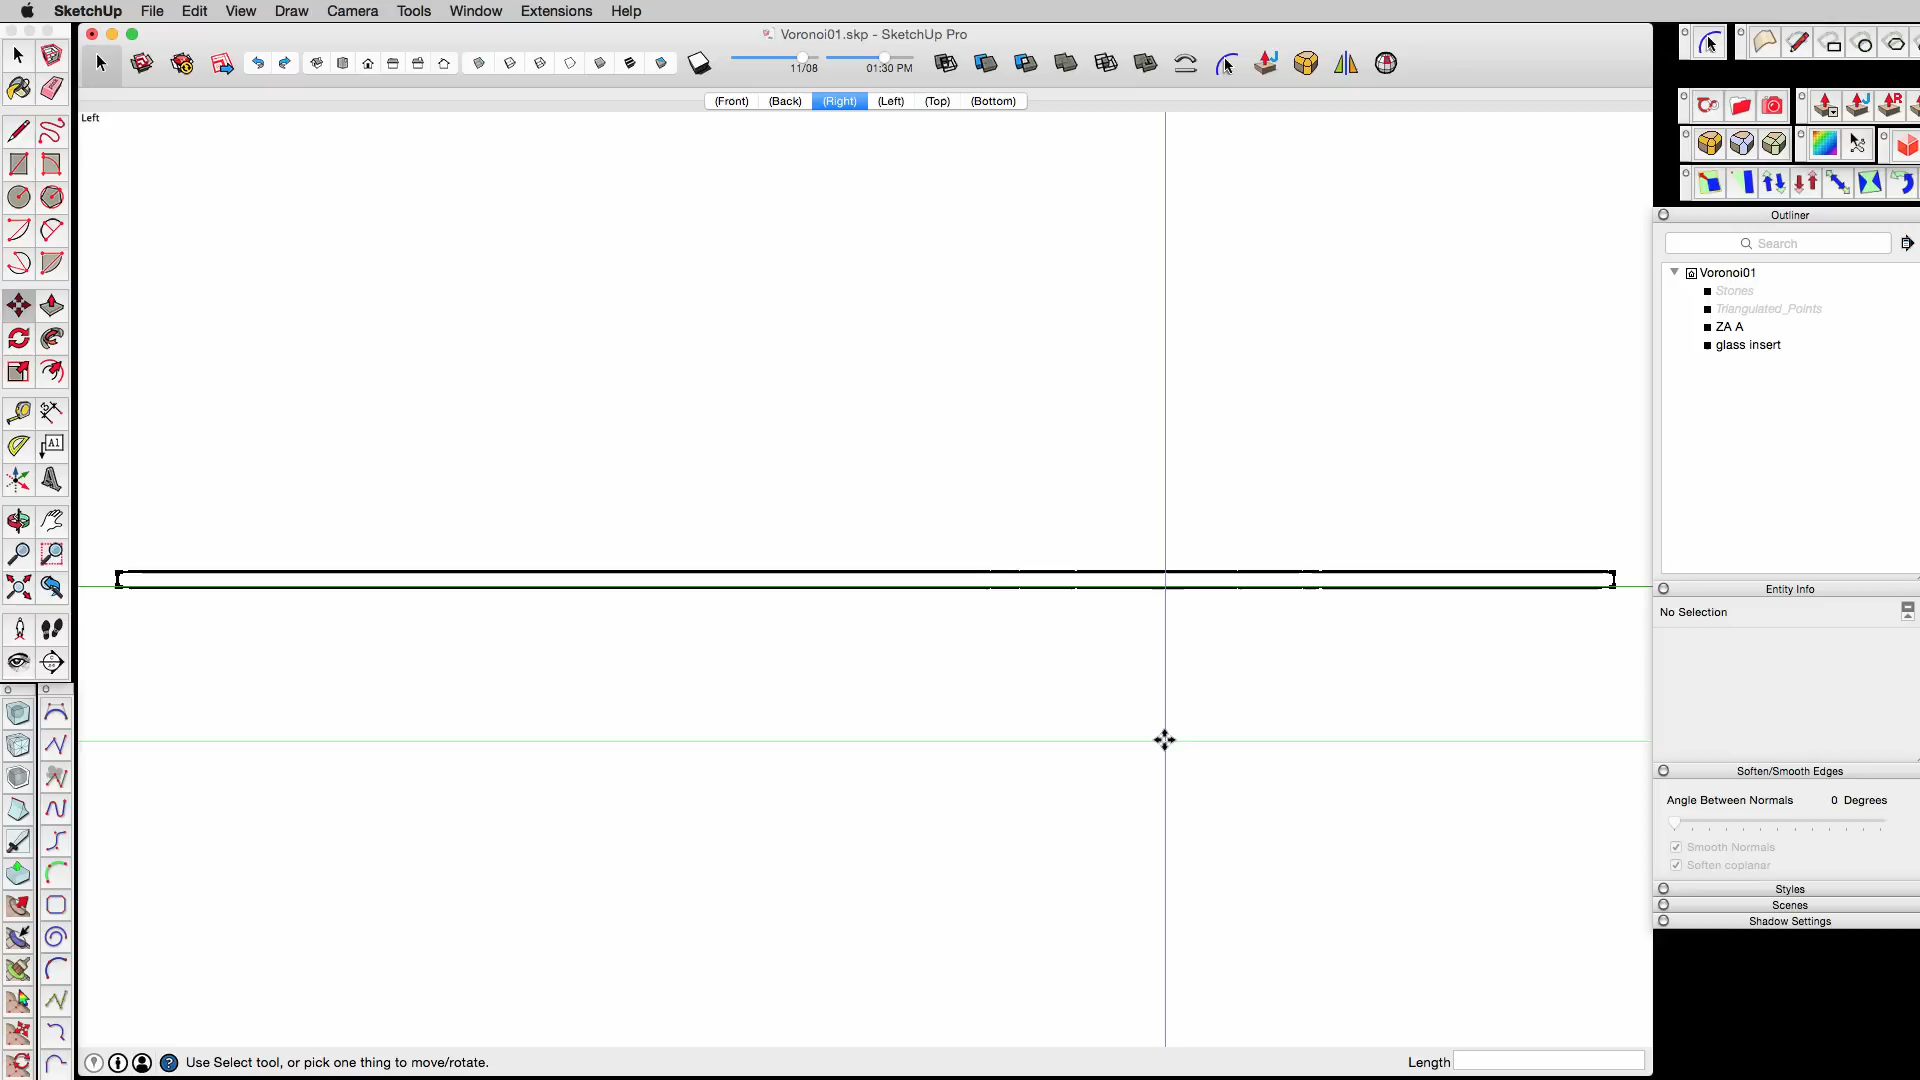 SketchUp File Edit View Draw Camera Tools Window Extensions Help
Voronoi01.skp - SketchUp Pro
11/08 01:30 PM
(Front) (Back) (Right) (Left) (Top) (Bottom)
Left
A1
Outliner
Search
Voronoi01
Stones
Triangulated_Points
ZA A
glass insert
Entity Info
No Selection
Soften/Smooth Edges
Angle Between Normals 0 Degrees
Smooth Normals
Soften coplanar
Styles
Scenes
Shadow Settings
Use Select tool, or pick one thing to move/rotate.
Length